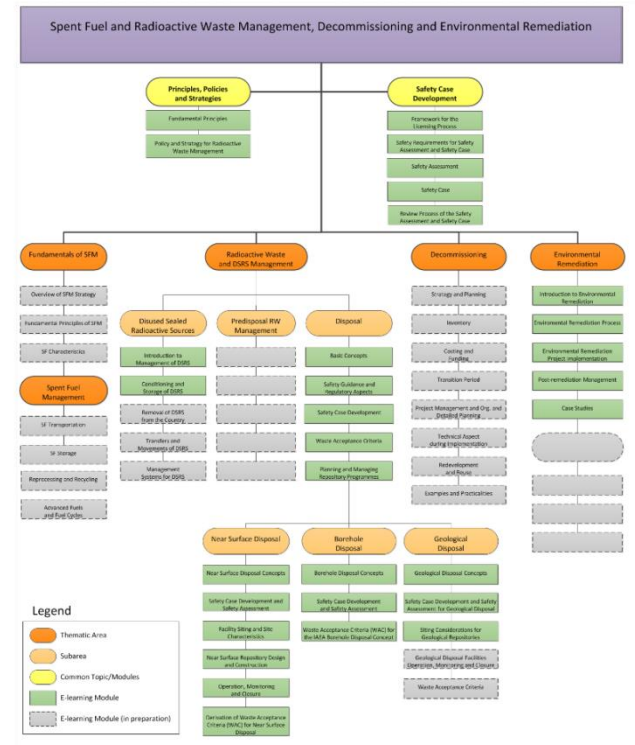 Spent Fuel and Radioactive Waste Management, Decommissioning and Environmental Remediation
Principles, Policies
and Strategies
Fundamental Principles
Policy and Strategy for Radioactive
Waste Management
Safety Case
Development
Framework for the
Licensing Process
Safety Requirements for Safety
Assessment and Safety Case
Safety Assessment
Safety Case
Review Process of the Safety
Assessment and Safety Case
Fundamentals of SFM
Overview of SFM Strategy
Fundamental Principles of SFM
SF Characteristics
Spent Fuel
Management
SF Transportation
SF Storage
Reprocessing and Recycling
Advanced Fuels
and Fuel Cycles
Radioactive Waste
and DSRS Management
Disused Sealed
Radioactive Sources
Introduction to
Management of DSRS
Conditioning and
Storage of DSRS
Removal of DSRS
from the Country
Transfers and
Movements of DSRS
Management
Systems for DSRS
Predisposal RW
Management
Disposal
Basic Concepts
Safety Guidance and
Regulatory Aspects
Safety Case Development
Waste Acceptance Criteria
Planning and Managing
Repository Programmes
Near Surface Disposal
Near Surface Disposal Concepts
Safety Case Development and
Safety Assessment
Facility Siting and Site
Characteristics
Near Surface Repository Design
and Construction
Operation, Monitoring
and Closure
Derivation of Waste Acceptance
Criteria (WAC) for Near Surface
Disposal
Borehole
Disposal
Borehole Disposal Concepts
Safety Case Development
and Safety Assessment
Waste Acceptance Criteria (WAC) for
the IAEA Borehole Disposal Concept
Geological
Disposal
Geological Disposal Concepts
Safety Case Development and Safety
Assessment for Geological Disposal
Siting Considerations for
Geological Repositories
Geological Disposal Facilities
Operation, Monitoring and Closure
Waste Acceptance Criteria
Decommissioning
Strategy and Planning
Inventory
Costing and
Funding
Transition Period
Project Management and Org. and
Detailed Planning
Technical Aspect
during Implementation
Redevelopment
and Reuse
Examples and Practicalities
Environmental
Remediation
Introduction to Environmental
Remediation
Environmental Remediation Process
Environmental Remediation
Project Implementation
Post-remediation Management
Case Studies
Legend
Thematic Area
Subarea
Common Topic/Modules
E-learning Module
E-learning Module (in preparation)